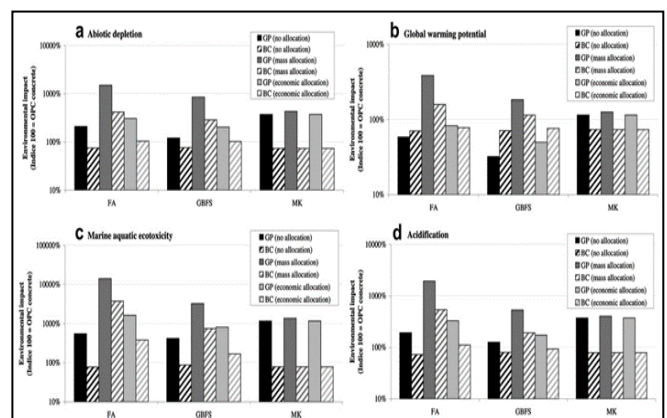 a Abiotic depletion
GP (no allocation)
BC (no allocation)
GP (mass allocation)
BC (mass allocation)
GP (economic allocation)
BC (economic allocation)
Environmental impact
(Indice 100 = OPC concrete)
10000%
1000%
100%
10%
FA
GBFS
MK
b Global warming potential
GP (no allocation)
BC (no allocation)
GP (mass allocation)
BC (mass allocation)
GP (economic allocation)
BC (economic allocation)
Environmental impact
(Indice 100 = OPC concrete)
1000%
100%
10%
FA
GBFS
MK
c Marine aquatic ecotoxicity
GP (no allocation)
BC (no allocation)
GP (mass allocation)
BC (mass allocation)
GP (economic allocation)
BC (economic allocation)
Environmental impact
(Indice 100 = OPC concrete)
100000%
10000%
1000%
100%
10%
FA
GBFS
MK
d Acidification
GP (no allocation)
BC (no allocation)
GP (mass allocation)
BC (mass allocation)
GP (economic allocation)
BC (economic allocation)
Environmental impact
(Indice 100 = OPC concrete)
10000%
1000%
100%
10%
FA
GBFS
MK